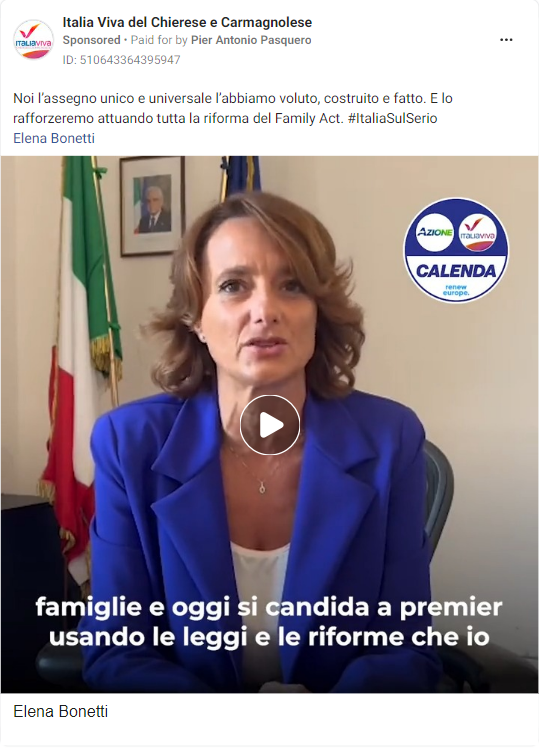 Italia Viva del Chierese e Carmagnolese
Sponsored • Paid for by Pier Antonio Pasquero
ID: 510643364395947
Noi l'assegno unico e universale l'abbiamo voluto, costruito e fatto. E lo
rafforzeremo attuando tutta la riforma del Family Act. #ItaliaSulSerio
Elena Bonetti
AZIONE
ITALIAVIVA
CALENDA
renew
europe.
famiglie e oggi si candida a premier
usando le leggi e le riforme che io
Elena Bonetti